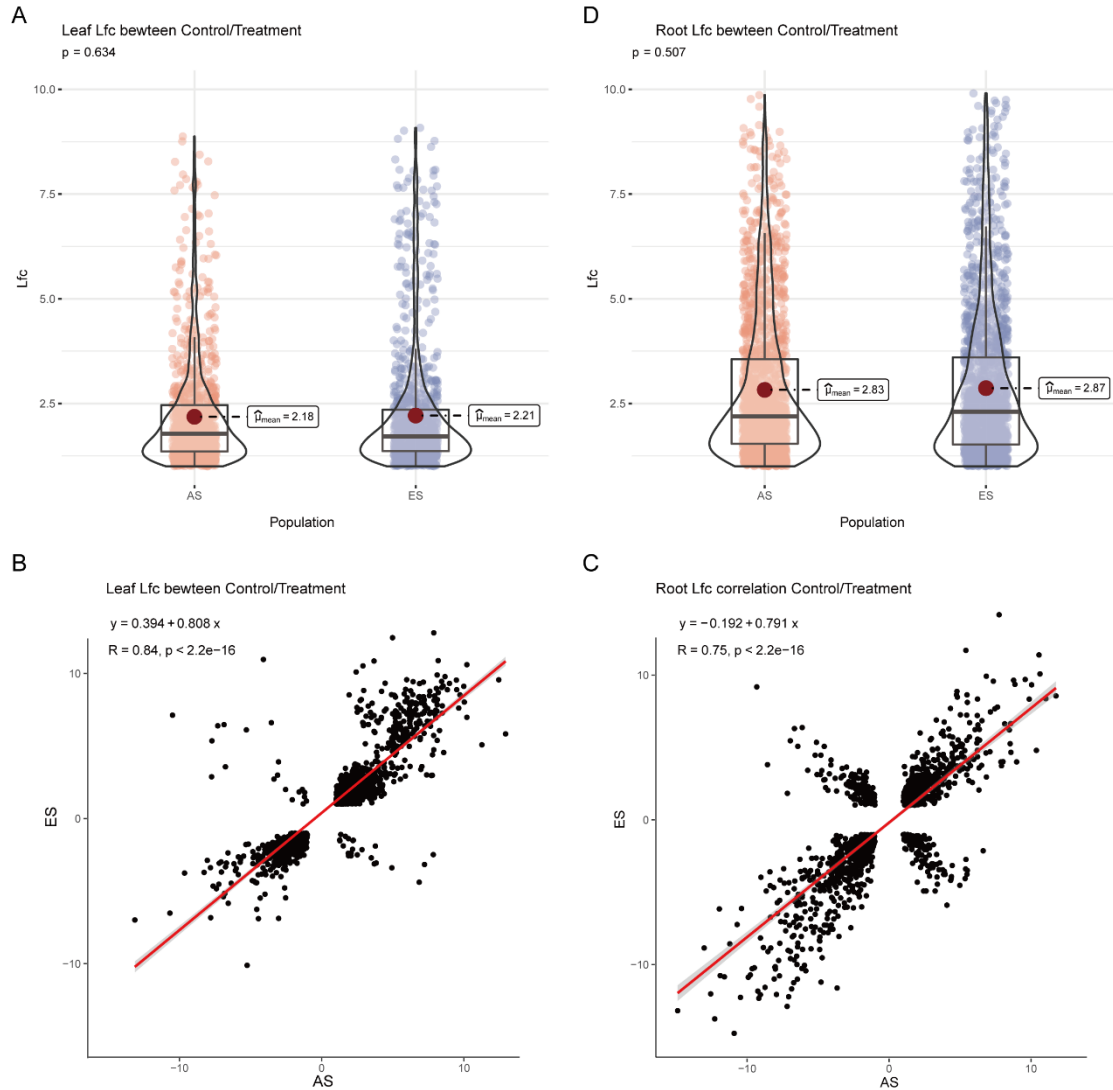 A
Leaf Lfc bewteen Control/Treatment
p = 0.634
10.0
7.5
5.0
2.5
Lfc
μ̂mean = 2.18
μ̂mean = 2.21
AS
ES
Population
D
Root Lfc bewteen Control/Treatment
p = 0.507
10.0
7.5
5.0
2.5
Lfc
μ̂mean = 2.83
μ̂mean = 2.87
AS
ES
Population
B
Leaf Lfc bewteen Control/Treatment
y = 0.394 + 0.808 x
R = 0.84, p < 2.2e−16
10
0
−10
ES
−10
0
10
AS
C
Root Lfc correlation Control/Treatment
y = −0.192 + 0.791 x
R = 0.75, p < 2.2e−16
10
0
−10
ES
−10
0
10
AS